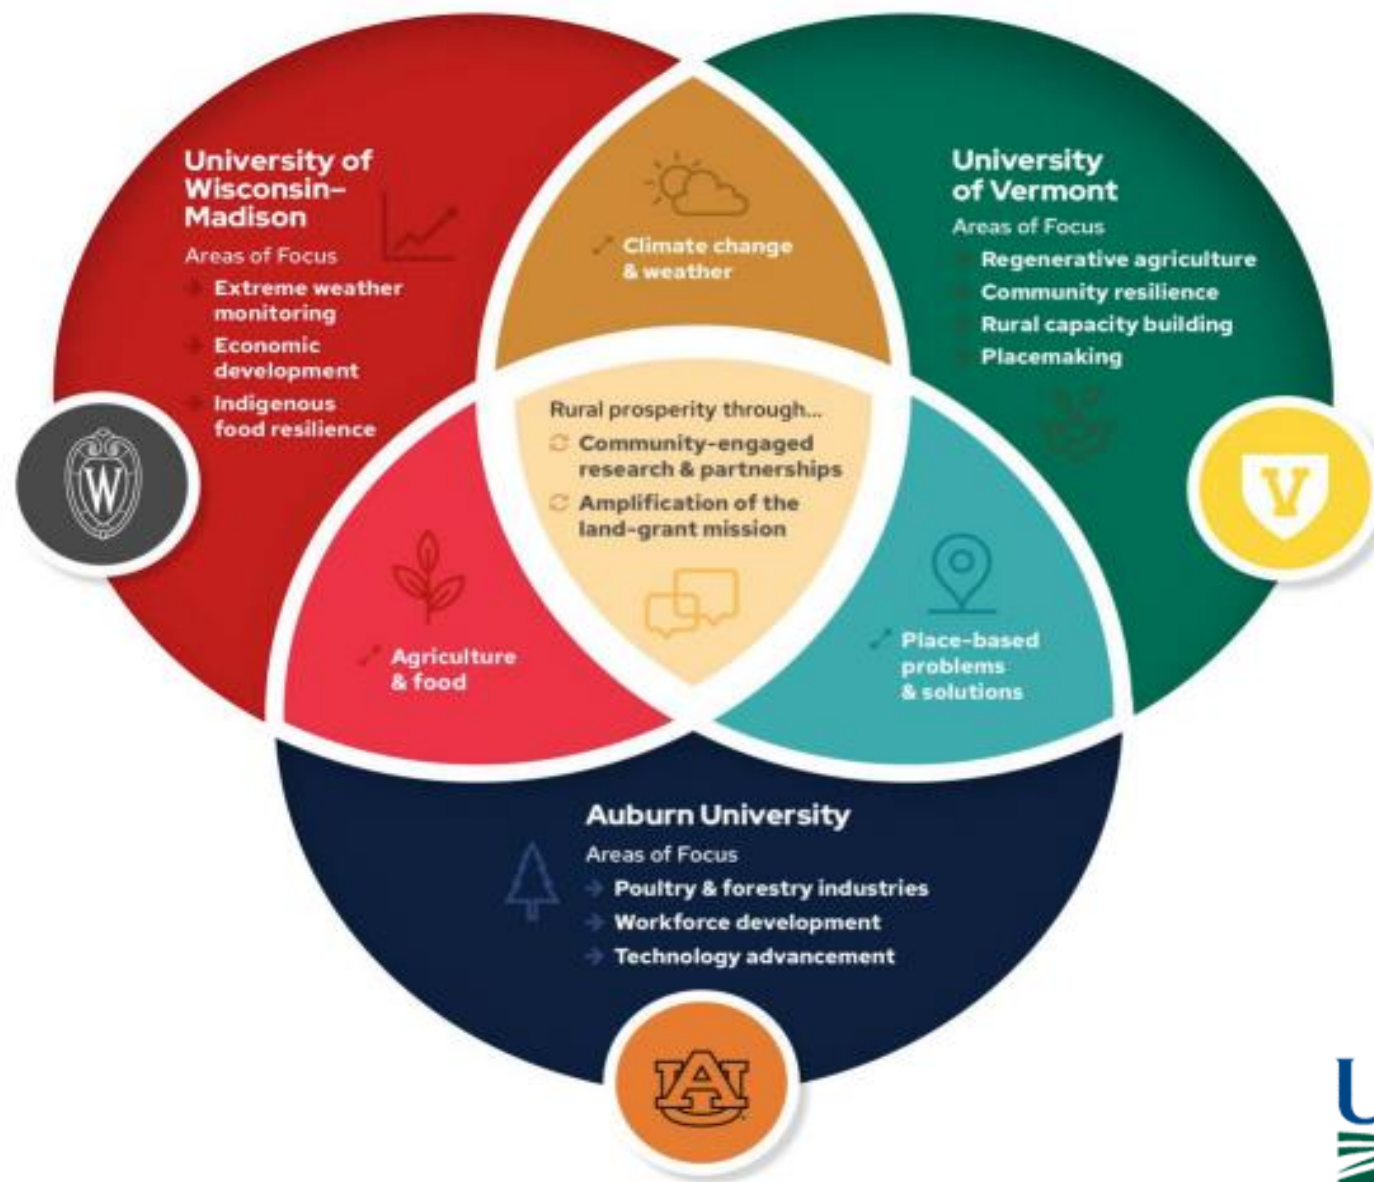 University of
Wisconsin–
Madison
Areas of Focus
Extreme weather
monitoring
Economic
development
Indigenous
food resilience
Climate change
& weather
University
of Vermont
Areas of Focus
Regenerative agriculture
Community resilience
Rural capacity building
Placemaking
Rural prosperity through...
Community-engaged
research & partnerships
Amplification of the
land-grant mission
Agriculture
& food
Place-based
problems
& solutions
Auburn University
Areas of Focus
Poultry & forestry industries
Workforce development
Technology advancement
W
V
AU
U